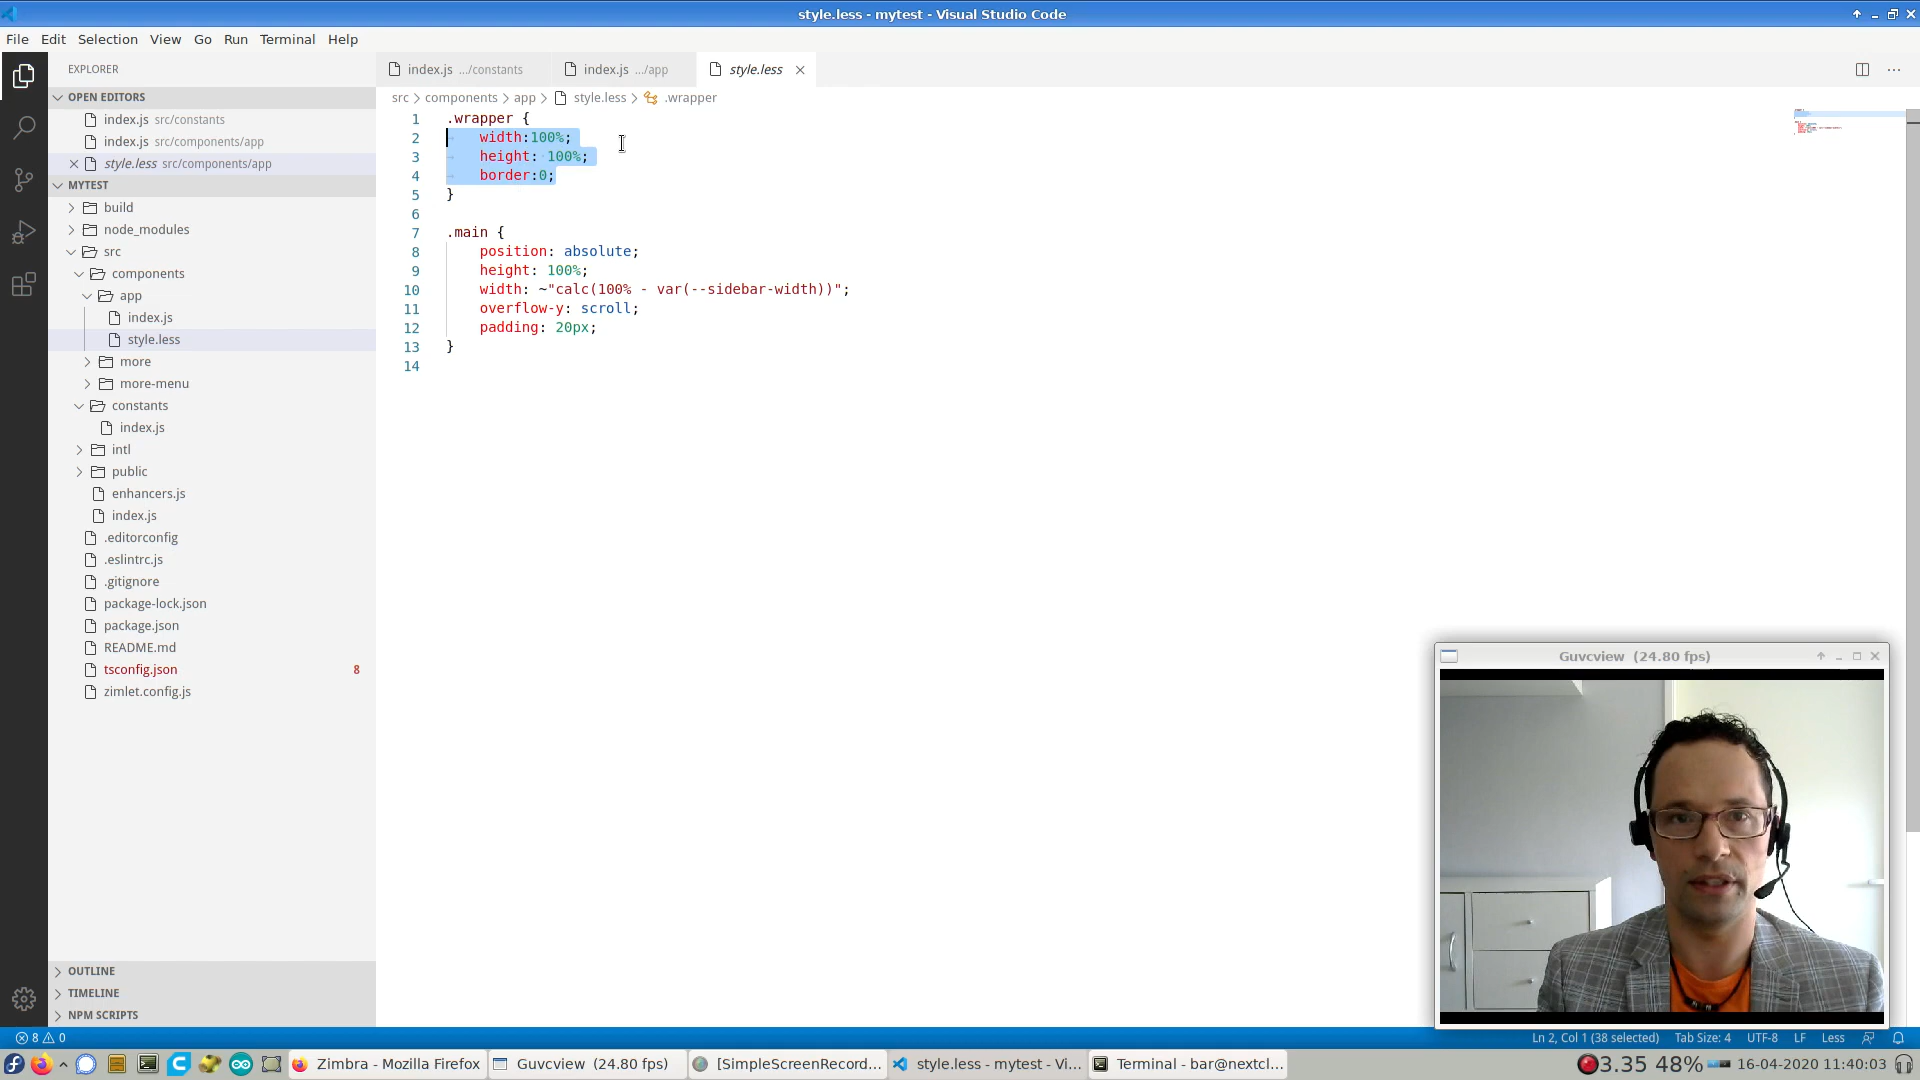 style.less - mytest - Visual Studio Code
File Edit Selection View Go Run Terminal Help
EXPLORER
OPEN EDITORS
index.js src/constants
index.js src/components/app
style.less src/components/app
MYTEST
build
node_modules
src
components
app
index.js
style.less
more
more-menu
constants
index.js
intl
public
enhancers.js
index.js
.editorconfig
.eslintrc.js
.gitignore
package-lock.json
package.json
README.md
tsconfig.json 8
zimlet.config.js
OUTLINE
TIMELINE
NPM SCRIPTS
index.js .../constants index.js .../app style.less
src > components > app > style.less > .wrapper
1 .wrapper {
2 width:100%;
3 height: 100%;
4 border:0;
5 }
6
7 .main {
8 position: absolute;
9 height: 100%;
10 width: ~"calc(100% - var(--sidebar-width))";
11 overflow-y: scroll;
12 padding: 20px;
13 }
14
Guvcview (24.80 fps)
8 0 Ln 2, Col 1 (38 selected) Tab Size: 4 UTF-8 LF Less
Zimbra - Mozilla Firefox Guvcview (24.80 fps) [SimpleScreenRecord... style.less - mytest - Vi... Terminal - bar@nextcl... 3.35 48% 16-04-2020 11:40:03